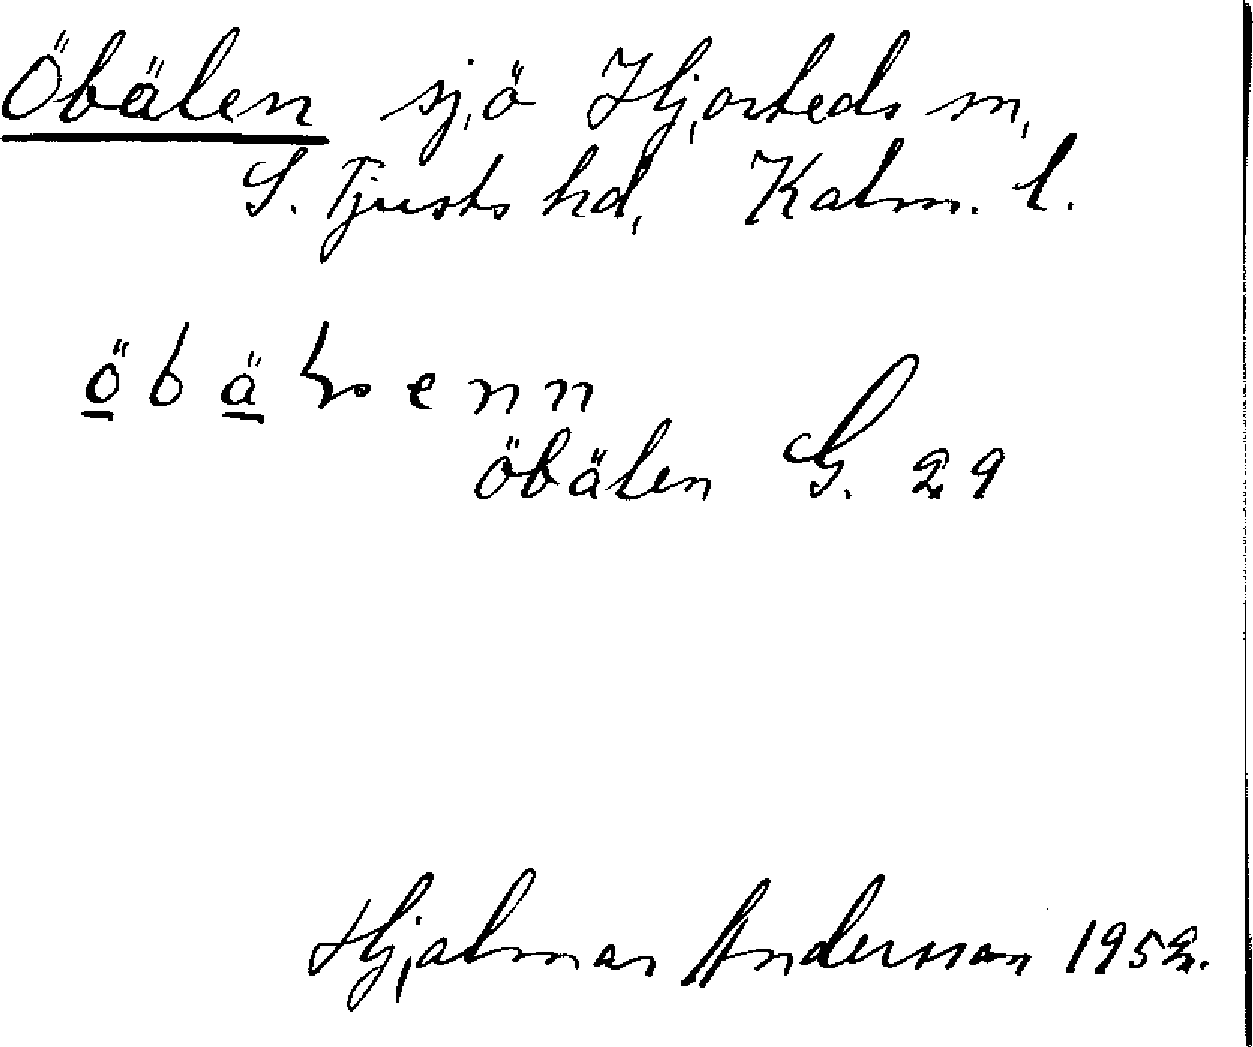 Öbälen sjö Hjorteds sn,
S. Tjusts hd, Kalm. l.
öbälenn
öbälen G. 29
Hjalmar Andersson 1952.